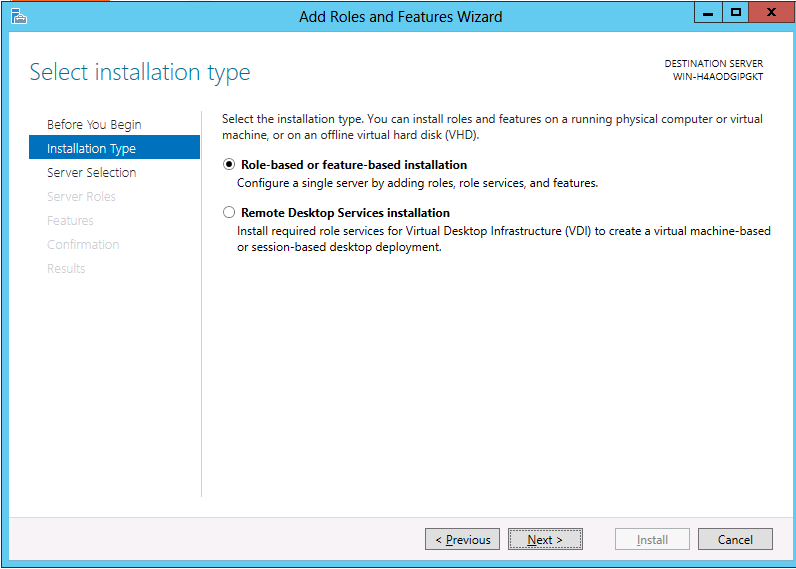 Add Roles and Features Wizard
Select installation type
DESTINATION SERVER
WIN-H4AODGIPGKT
Before You Begin
Installation Type
Server Selection
Server Roles
Features
Confirmation
Results
Select the installation type. You can install roles and features on a running physical computer or virtual
machine, or on an offline virtual hard disk (VHD).
Role-based or feature-based installation
Configure a single server by adding roles, role services, and features.
Remote Desktop Services installation
Install required role services for Virtual Desktop Infrastructure (VDI) to create a virtual machine-based
or session-based desktop deployment.
< Previous
Next >
Install
Cancel